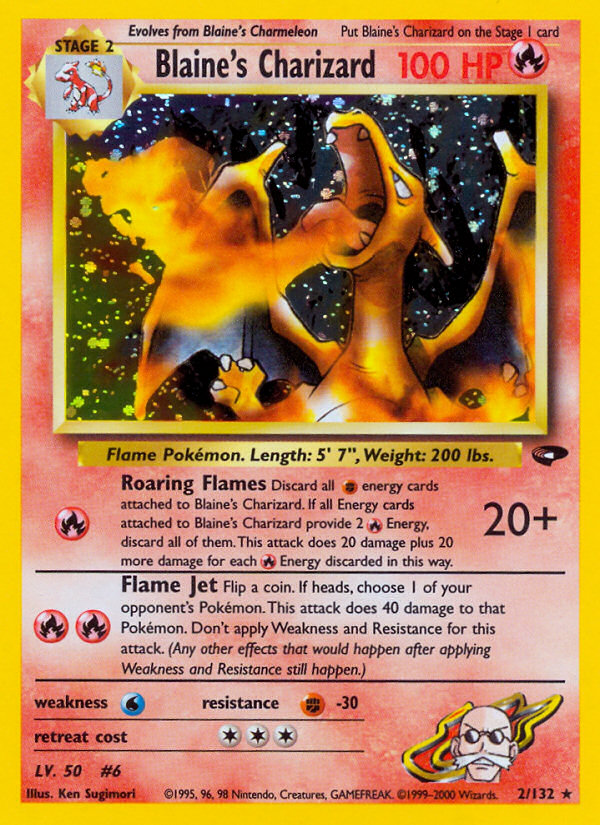 Evolves from Blaine's Charmeleon Put Blaine's Charizard on the Stage 1 card
STAGE 2
Blaine's Charizard 100 HP
Flame Pokémon. Length: 5' 7", Weight: 200 lbs.
Roaring Flames Discard all energy cards
attached to Blaine's Charizard. If all Energy cards
attached to Blaine's Charizard provide 2 Energy,
discard all of them. This attack does 20 damage plus 20
more damage for each Energy discarded in this way.
20+
Flame Jet Flip a coin. If heads, choose 1 of your
opponent's Pokémon. This attack does 40 damage to that
Pokémon. Don't apply Weakness and Resistance for this
attack. (Any other effects that would happen after applying
Weakness and Resistance still happen.)
weakness resistance -30
retreat cost
LV. 50 #6
Illus. Ken Sugimori ©1995, 96, 98 Nintendo, Creatures, GAMEFREAK. ©1999-2000 Wizards. 2/132 ★